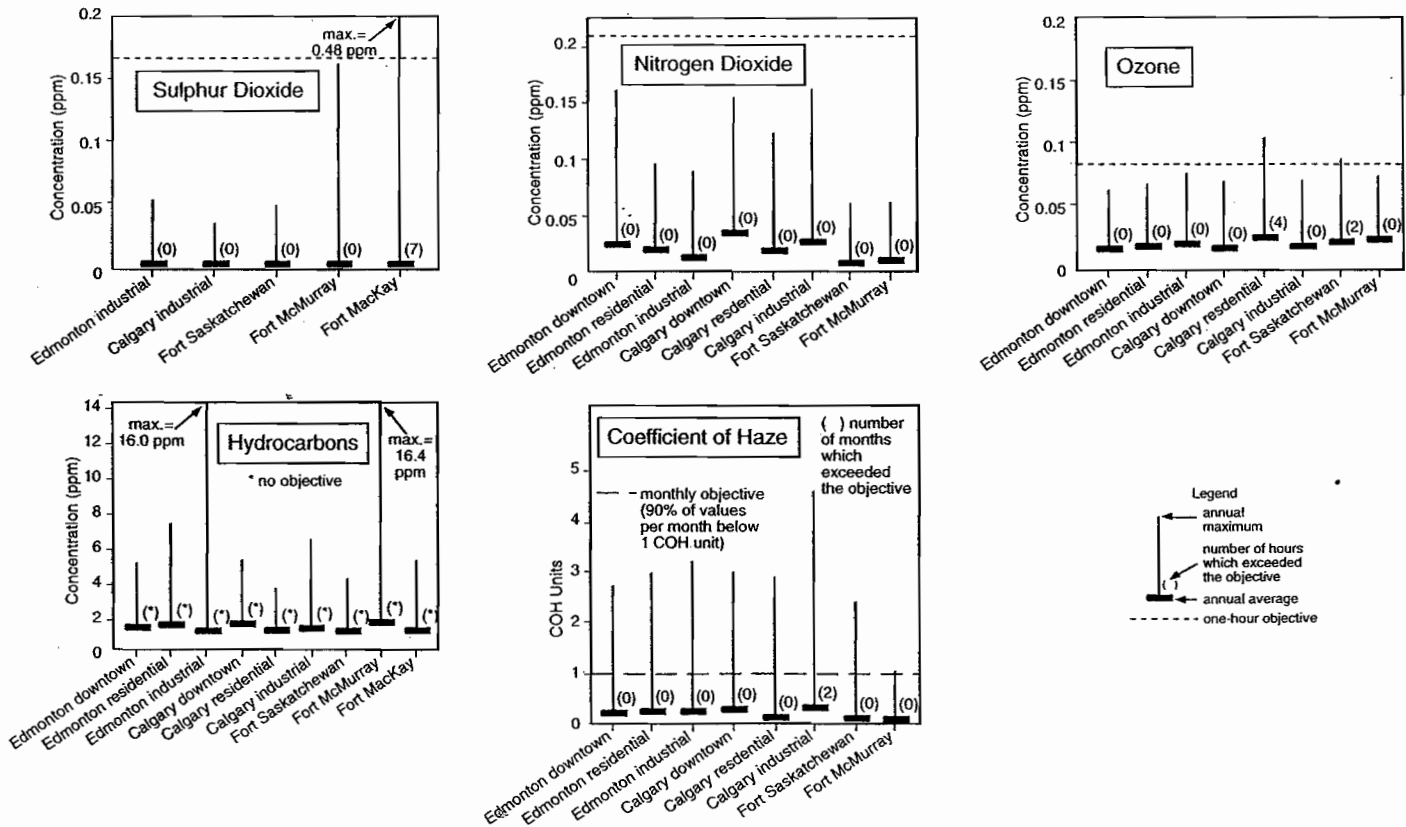 0.2
0.15
0.1
0.05
0
Concentration (ppm)
Sulphur Dioxide
max.=
0.48 ppm
(0)
(0)
(0)
(0)
(7)
Edmonton industrial
Calgary industrial
Fort Saskatchewan
Fort McMurray
Fort MacKay
0.2
0.15
0.1
0.05
0
Concentration (ppm)
Nitrogen Dioxide
(0)
(0)
(0)
(0)
(0)
(0)
(0)
(0)
Edmonton downtown
Edmonton residential
Edmonton industrial
Calgary downtown
Calgary residential
Calgary industrial
Fort Saskatchewan
Fort McMurray
0.2
0.15
0.1
0.05
0
Concentration (ppm)
Ozone
(0)
(0)
(0)
(0)
(4)
(0)
(2)
(0)
Edmonton downtown
Edmonton residential
Edmonton industrial
Calgary downtown
Calgary residential
Calgary industrial
Fort Saskatchewan
Fort McMurray
14
12
10
8
6
4
2
0
Concentration (ppm)
max.=
16.0 ppm
Hydrocarbons
* no objective
max.=
16.4
ppm
(*)
(*)
(*)
(*)
(*)
(*)
(*)
(*)
(*)
Edmonton downtown
Edmonton residential
Edmonton industrial
Calgary downtown
Calgary residential
Calgary industrial
Fort Saskatchewan
Fort McMurray
Fort MacKay
5
4
3
2
1
0
COH Units
Coefficient of Haze
( ) number
of months
which
exceeded
the objective
monthly objective
(90% of values
per month below
1 COH unit)
(0)
(0)
(0)
(0)
(0)
(2)
(0)
(0)
Edmonton downtown
Edmonton residential
Edmonton industrial
Calgary downtown
Calgary resdential
Calgary industrial
Fort Saskatchewan
Fort McMurray
Legend
annual
maximum
number of hours
which exceeded
the objective
( )
annual average
one-hour objective